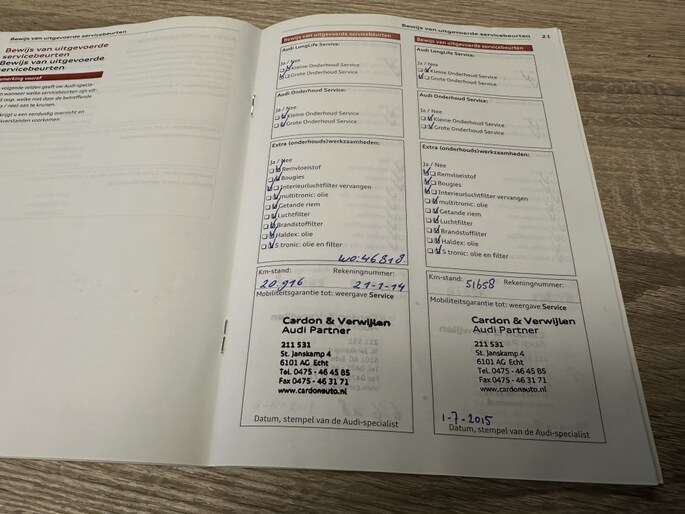 Bewijs van uitgevoerde servicebeurten
Bewijs van uitgevoerde
servicebeurten
Bewijs van uitgevoerde
servicebeurten
Bewijs van uitgevoerde servicebeurten
Audi LongLife Service:
Ja / Nee
Kleine Onderhoud Service
Grote Onderhoud Service
Audi Onderhoud Service:
Ja / Nee
Kleine Onderhoud Service
Grote Onderhoud Service
Extra (onderhouds)werkzaamheden:
Ja / Nee
Remvloeistof
Bougies
Interieurluchtfilter vervangen
multitronic: olie
Getande riem
Luchtfilter
Brandstoffilter
Haldex: olie
S tronic: olie en filter
wo: 46818
Km-stand: Rekeningnummer:
20.916 21-1-14
Mobiliteitsgarantie tot: weergave Service
Cardon & Verwijlen
Audi Partner
211 531
St. Janskamp 4
6101 AG Echt
Tel. 0475 - 46 45 85
Fax 0475 - 46 31 71
www.cardonauto.nl
Datum, stempel van de Audi-specialist
Bewijs van uitgevoerde servicebeurten 21
Bewijs van uitgevoerde servicebeurten
Audi LongLife Service:
Ja / Nee
Kleine Onderhoud Service
Grote Onderhoud Service
Audi Onderhoud Service:
Ja / Nee
Kleine Onderhoud Service
Grote Onderhoud Service
Extra (onderhouds)werkzaamheden:
Ja / Nee
Remvloeistof
Bougies
Interieurluchtfilter vervangen
multitronic: olie
Getande riem
Luchtfilter
Brandstoffilter
Haldex: olie
S tronic: olie en filter
Km-stand: Rekeningnummer:
51658
Mobiliteitsgarantie tot: weergave Service
Cardon & Verwijlen
Audi Partner
211 531
St. Janskamp 4
6101 AG Echt
Tel. 0475 - 46 45 85
Fax 0475 - 46 31 71
www.cardonauto.nl
1-7-2015
Datum, stempel van de Audi-specialist